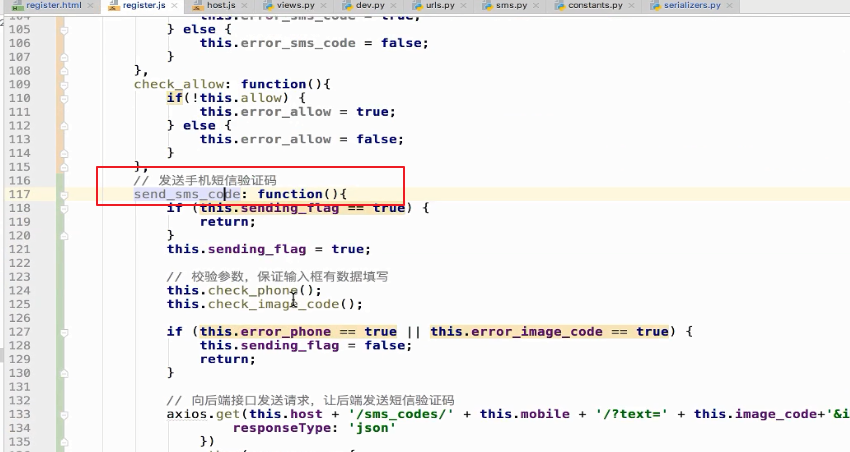 register.html register.js host.js views.py dev.py urls.py sms.py constants.py serializers.py
105 } else {
106 this.error_sms_code = false;
107 }
108 },
109 check_allow: function(){
110 if(!this.allow) {
111 this.error_allow = true;
112 } else {
113 this.error_allow = false;
114 }
115 },
116 // 发送手机短信验证码
117 send_sms_code: function(){
118 if (this.sending_flag == true) {
119 return;
120 }
121 this.sending_flag = true;
122
123 // 校验参数，保证输入框有数据填写
124 this.check_phone();
125 this.check_image_code();
126
127 if (this.error_phone == true || this.error_image_code == true) {
128 this.sending_flag = false;
129 return;
130 }
131
132 // 向后端接口发送请求，让后端发送短信验证码
133 axios.get(this.host + '/sms_codes/' + this.mobile + '/?text=' + this.image_code+'&i
134 responseType: 'json'
135 })